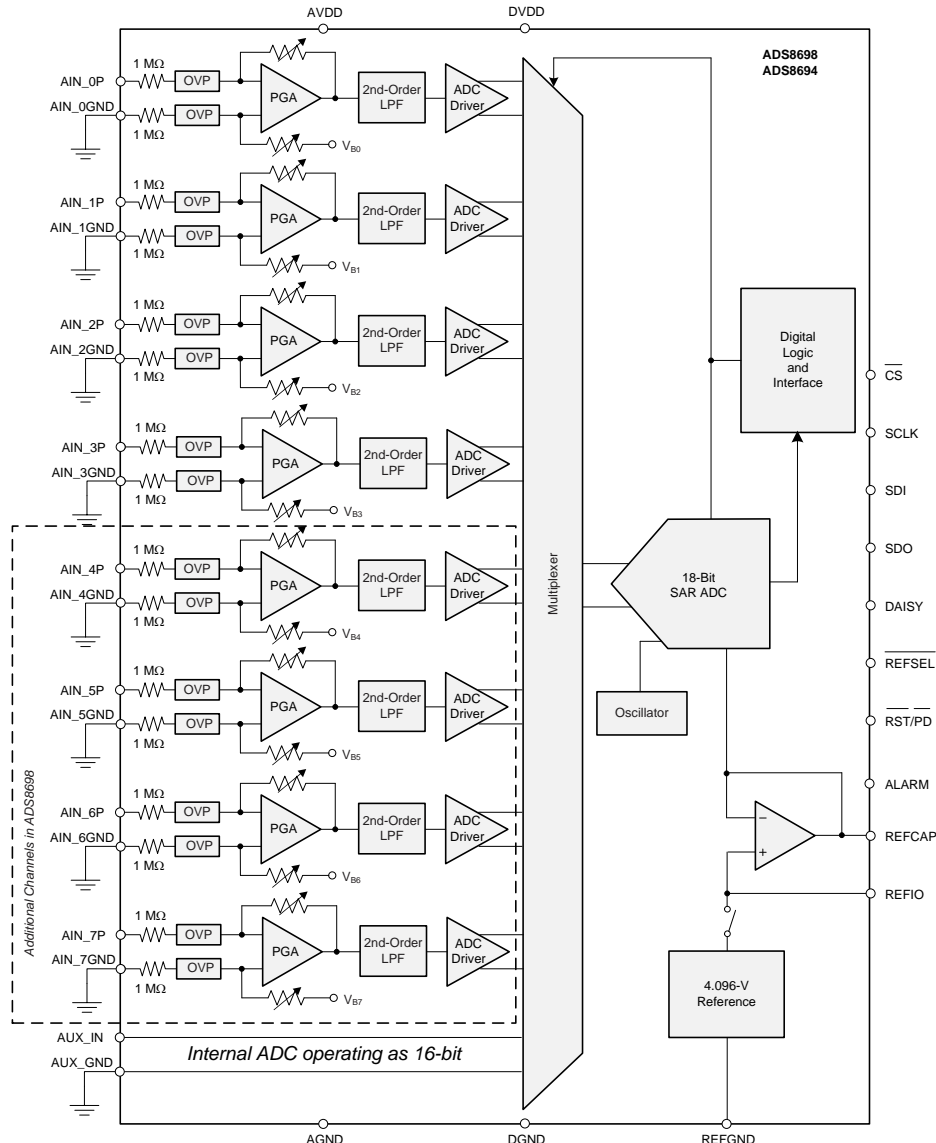 AVDD
DVDD
ADS8698
ADS8694
1 MΩ
AIN_0P
OVP
PGA
2nd-Order
LPF
ADC
Driver
AIN_0GND
OVP
1 MΩ
VB0
1 MΩ
AIN_1P
OVP
PGA
2nd-Order
LPF
ADC
Driver
AIN_1GND
OVP
1 MΩ
VB1
1 MΩ
AIN_2P
OVP
PGA
2nd-Order
LPF
ADC
Driver
AIN_2GND
OVP
1 MΩ
VB2
1 MΩ
AIN_3P
OVP
PGA
2nd-Order
LPF
ADC
Driver
AIN_3GND
OVP
1 MΩ
VB3
Additional Channels in ADS8698
1 MΩ
AIN_4P
OVP
PGA
2nd-Order
LPF
ADC
Driver
AIN_4GND
OVP
1 MΩ
VB4
1 MΩ
AIN_5P
OVP
PGA
2nd-Order
LPF
ADC
Driver
AIN_5GND
OVP
1 MΩ
VB5
1 MΩ
AIN_6P
OVP
PGA
2nd-Order
LPF
ADC
Driver
AIN_6GND
OVP
1 MΩ
VB6
1 MΩ
AIN_7P
OVP
PGA
2nd-Order
LPF
ADC
Driver
AIN_7GND
OVP
1 MΩ
VB7
AUX_IN
Internal ADC operating as 16-bit
AUX_GND
Multiplexer
Digital
Logic
and
Interface
18-Bit
SAR ADC
Oscillator
−
+
4.096-V
Reference
CS
SCLK
SDI
SDO
DAISY
REFSEL
RST/PD
ALARM
REFCAP
REFIO
AGND
DGND
REFGND